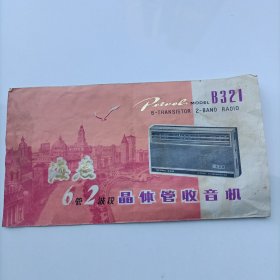 Petrel MODEL B321
6-TRANSISTOR 2-BAND RADIO
海燕
6管2波段 晶体管收音机